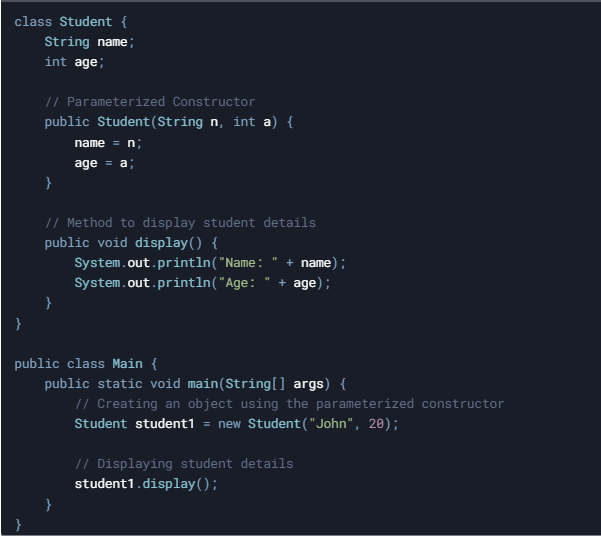 class Student {
    String name;
    int age;

    // Parameterized Constructor
    public Student(String n, int a) {
        name = n;
        age = a;
    }

    // Method to display student details
    public void display() {
        System.out.println("Name: " + name);
        System.out.println("Age: " + age);
    }
}

public class Main {
    public static void main(String[] args) {
        // Creating an object using the parameterized constructor
        Student student1 = new Student("John", 20);

        // Displaying student details
        student1.display();
    }
}